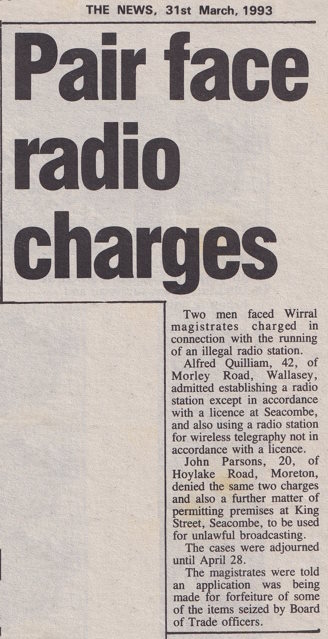 THE NEWS, 31st March, 1993
Pair face
radio
charges
Two men faced Wirral
magistrates charged in
connection with the running
of an illegal radio station.
Alfred Quilliam, 42, of
Morley Road, Wallasey,
admitted establishing a radio
station except in accordance
with a licence at Seacombe,
and also using a radio station
for wireless telegraphy not in
accordance with a licence.
John Parsons, 20, of
Hoylake Road, Moreton,
denied the same two charges
and also a further matter of
permitting premises at King
Street, Seacombe, to be used
for unlawful broadcasting.
The cases were adjourned
until April 28.
The magistrates were told
an application was being
made for forfeiture of some
of the items seized by Board
of Trade officers.